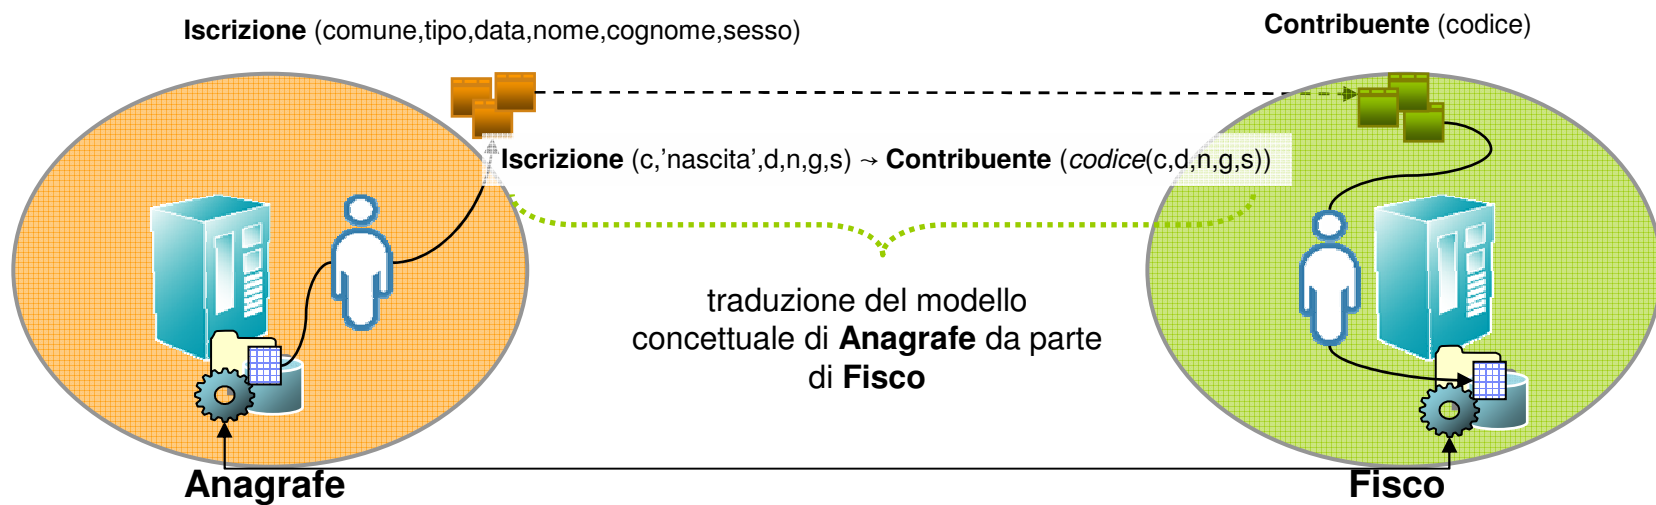 Iscrizione (comune,tipo,data,nome,cognome,sesso)
Contribuente (codice)
Iscrizione (c,’nascita’,d,n,g,s) → Contribuente (codice(c,d,n,g,s))
traduzione del modello
concettuale di Anagrafe da parte
di Fisco
Anagrafe
Fisco